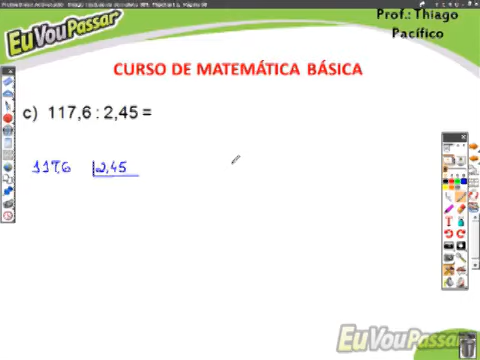 EuVouPassar
Prof.: Thiago
Pacífico
CURSO DE MATEMÁTICA BÁSICA
c) 117,6 : 2,45 =
117,6 2,45
EuVouPassar